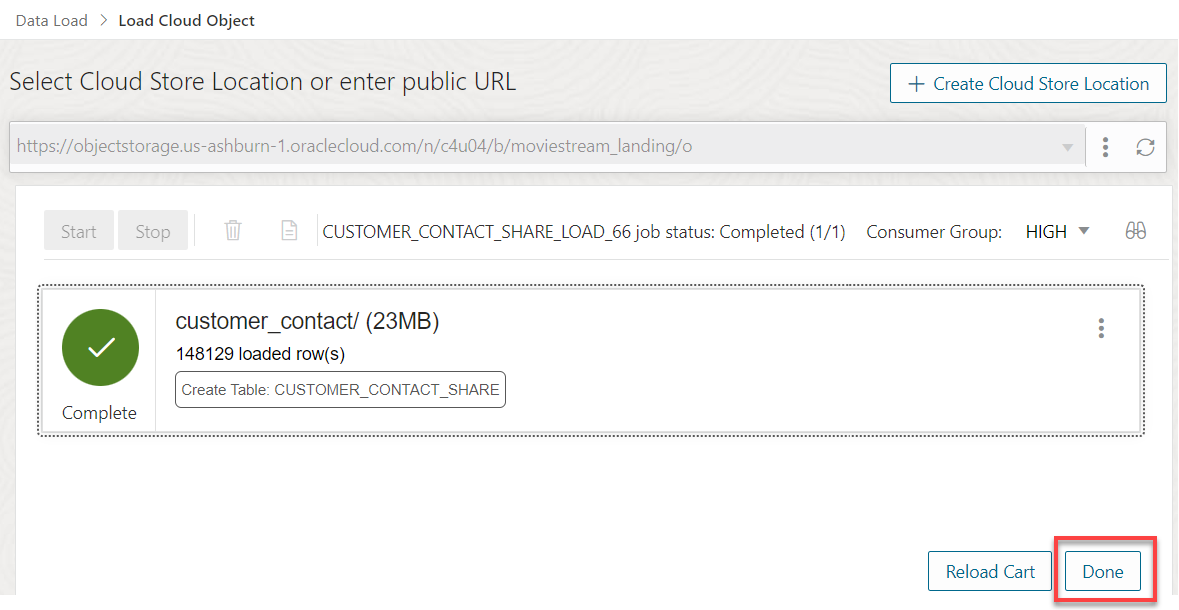 Data Load > Load Cloud Object
Select Cloud Store Location or enter public URL
+ Create Cloud Store Location
https://objectstorage.us-ashburn-1.oraclecloud.com/n/c4u04/b/moviestream_landing/o
Start Stop CUSTOMER_CONTACT_SHARE_LOAD_66 job status: Completed (1/1) Consumer Group: HIGH
customer_contact/ (23MB)
148129 loaded row(s)
Create Table: CUSTOMER_CONTACT_SHARE
Complete
Reload Cart Done